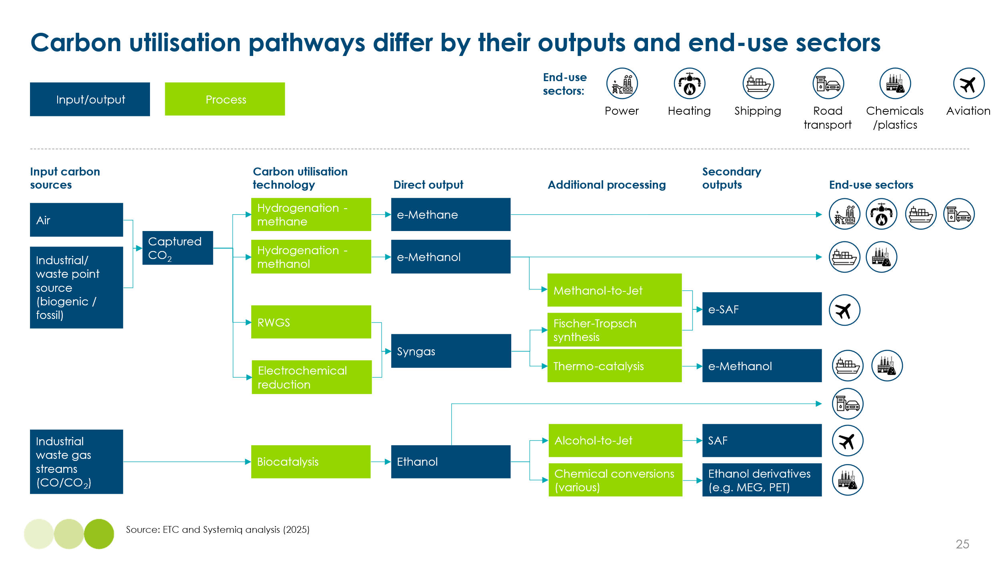 Carbon utilisation pathways differ by their outputs and end-use sectors
Input/output
Process
End-use
sectors:
Power
Heating
Shipping
Road
transport
Chemicals
/plastics
Aviation
Input carbon
sources
Carbon utilisation
technology
Direct output
Additional processing
Secondary
outputs
End-use sectors
Air
Industrial/
waste point
source
(biogenic /
fossil)
Captured
CO₂
Hydrogenation -
methane
e-Methane
Hydrogenation -
methanol
e-Methanol
Methanol-to-Jet
e-SAF
RWGS
Fischer-Tropsch
synthesis
Syngas
Electrochemical
reduction
Thermo-catalysis
e-Methanol
Industrial
waste gas
streams
(CO/CO₂)
Biocatalysis
Ethanol
Alcohol-to-Jet
SAF
Chemical conversions
(various)
Ethanol derivatives
(e.g. MEG, PET)
Source: ETC and Systemiq analysis (2025)
25